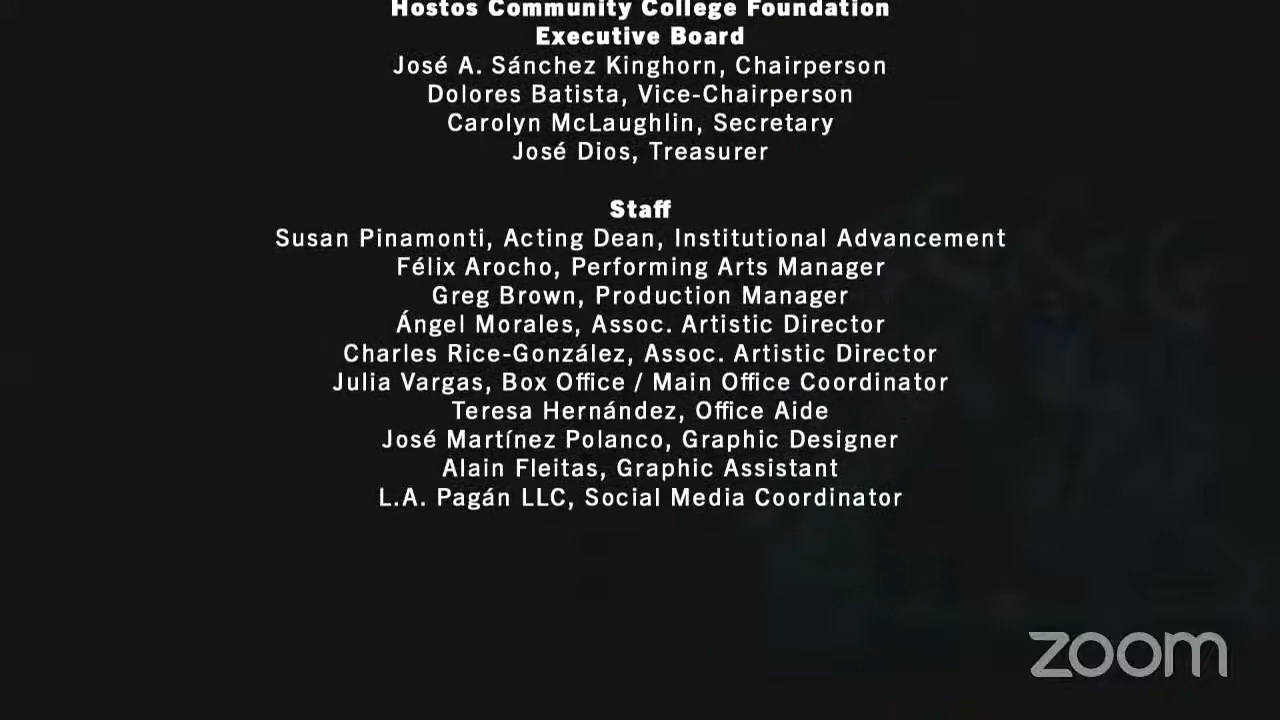 Hostos Community College Foundation
Executive Board
José A. Sánchez Kinghorn, Chairperson
Dolores Batista, Vice-Chairperson
Carolyn McLaughlin, Secretary
José Dios, Treasurer
Staff
Susan Pinamonti, Acting Dean, Institutional Advancement
Félix Arocho, Performing Arts Manager
Greg Brown, Production Manager
Ángel Morales, Assoc. Artistic Director
Charles Rice-González, Assoc. Artistic Director
Julia Vargas, Box Office / Main Office Coordinator
Teresa Hernández, Office Aide
José Martínez Polanco, Graphic Designer
Alain Fleitas, Graphic Assistant
L.A. Pagán LLC, Social Media Coordinator
zoom